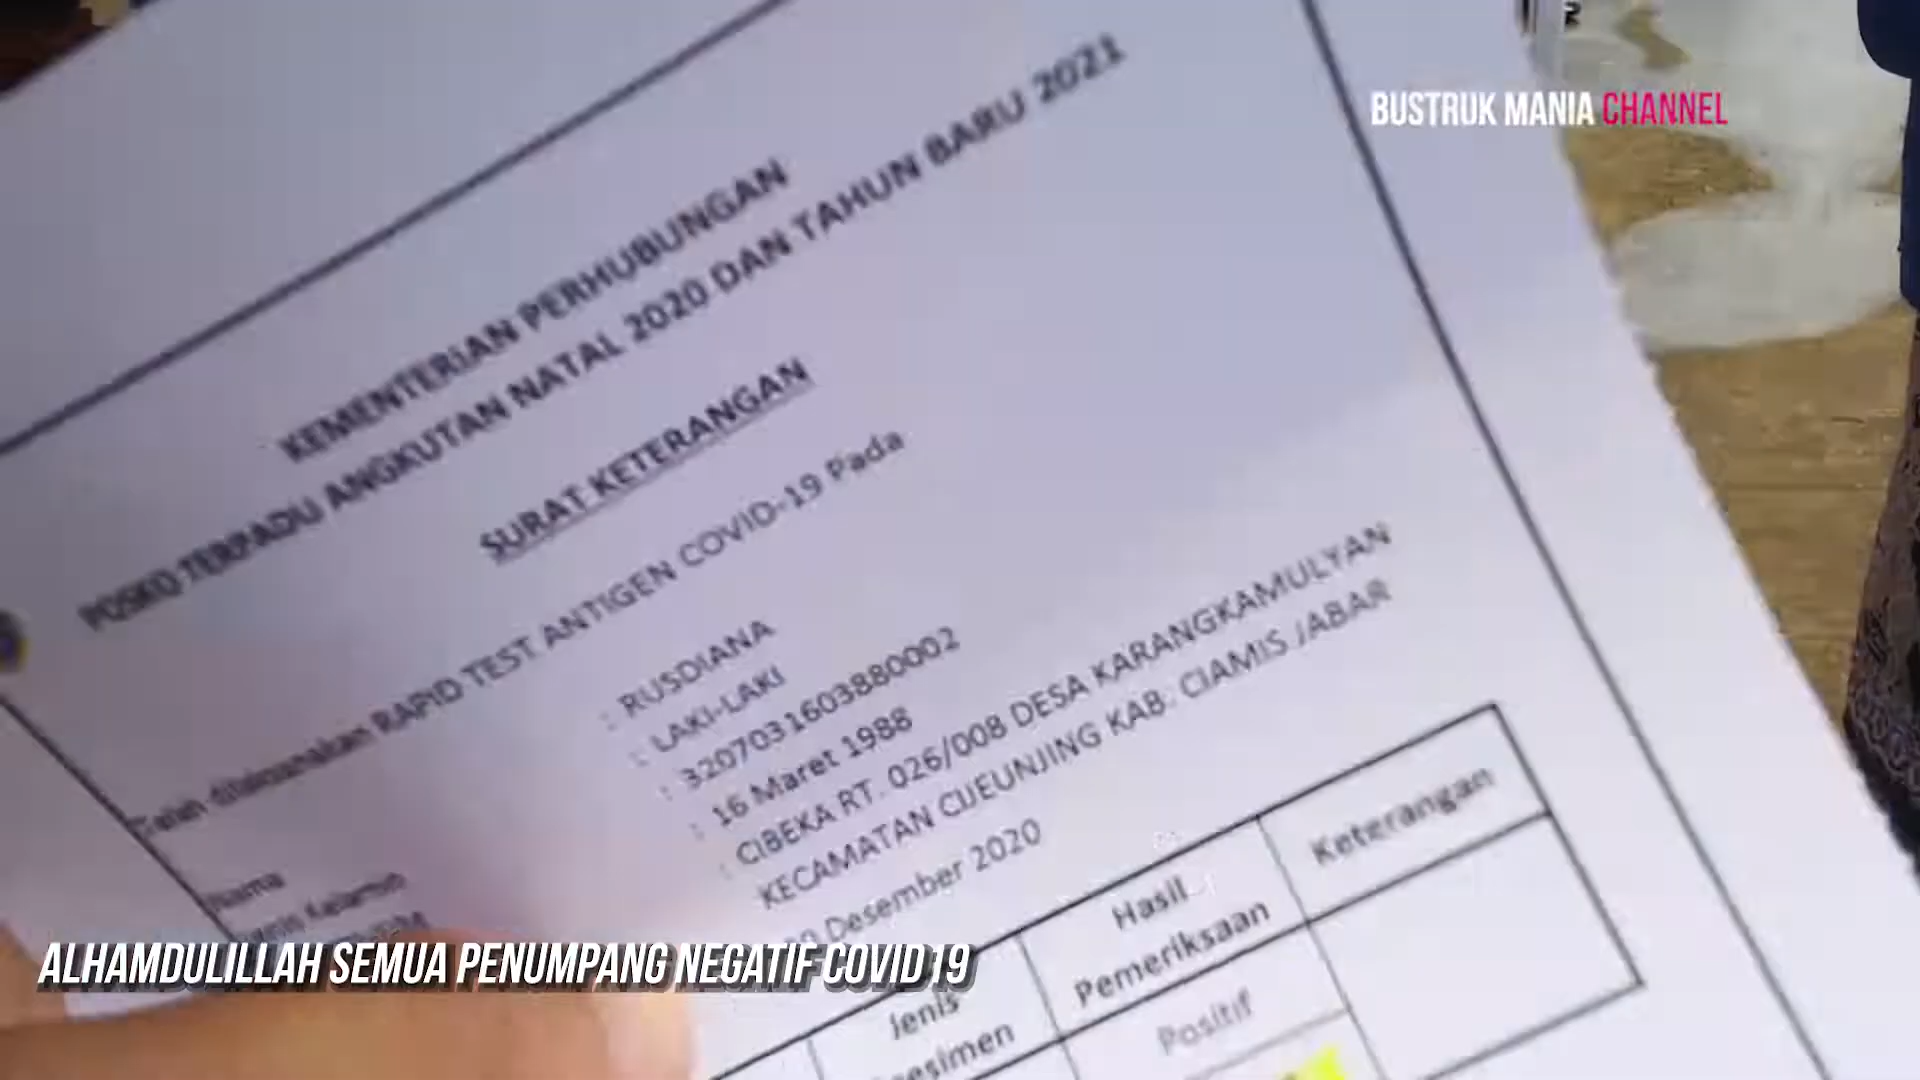 BUSTRUK MANIA CHANNEL
KEMENTERIAN PERHUBUNGAN
POSKO TERPADU ANGKUTAN NATAL 2020 DAN TAHUN BARU 2021
SURAT KETERANGAN
Telah dilaksanakan RAPID TEST ANTIGEN COVID-19 Pada
Nama : RUSDIANA
Jenis Kelamin : LAKI-LAKI
: 3207031603880002
: 16 Maret 1988
: CIBEKA RT. 026/008 DESA KARANGKAMULYAN
KECAMATAN CIJEUNJING KAB. CIAMIS JABAR
Desember 2020
Jenis
Hasil Pemeriksaan
Keterangan
Positif
ALHAMDULILLAH SEMUA PENUMPANG NEGATIF COVID 19